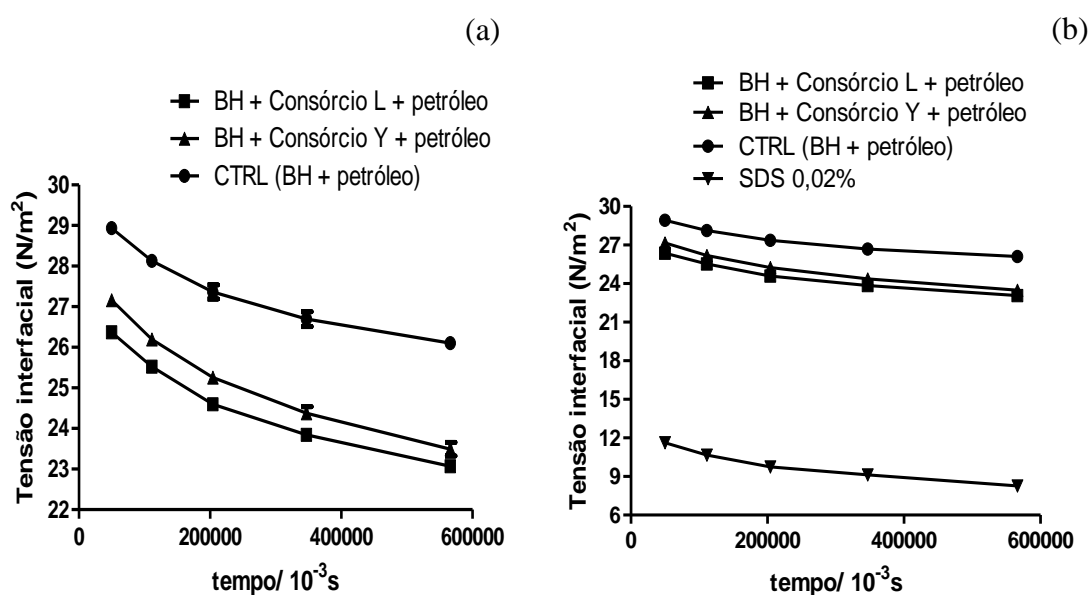 (a)
BH + Consórcio L + petróleo
BH + Consórcio Y + petróleo
CTRL (BH + petróleo)
Tensão interfacial (N/m²)
30
29
28
27
26
25
24
23
22
0
200000
400000
600000
tempo/ 10⁻³s
(b)
BH + Consórcio L + petróleo
BH + Consórcio Y + petróleo
CTRL (BH + petróleo)
SDS 0,02%
Tensão interfacial (N/m²)
30
27
24
21
18
15
12
9
6
0
200000
400000
600000
tempo/ 10⁻³s